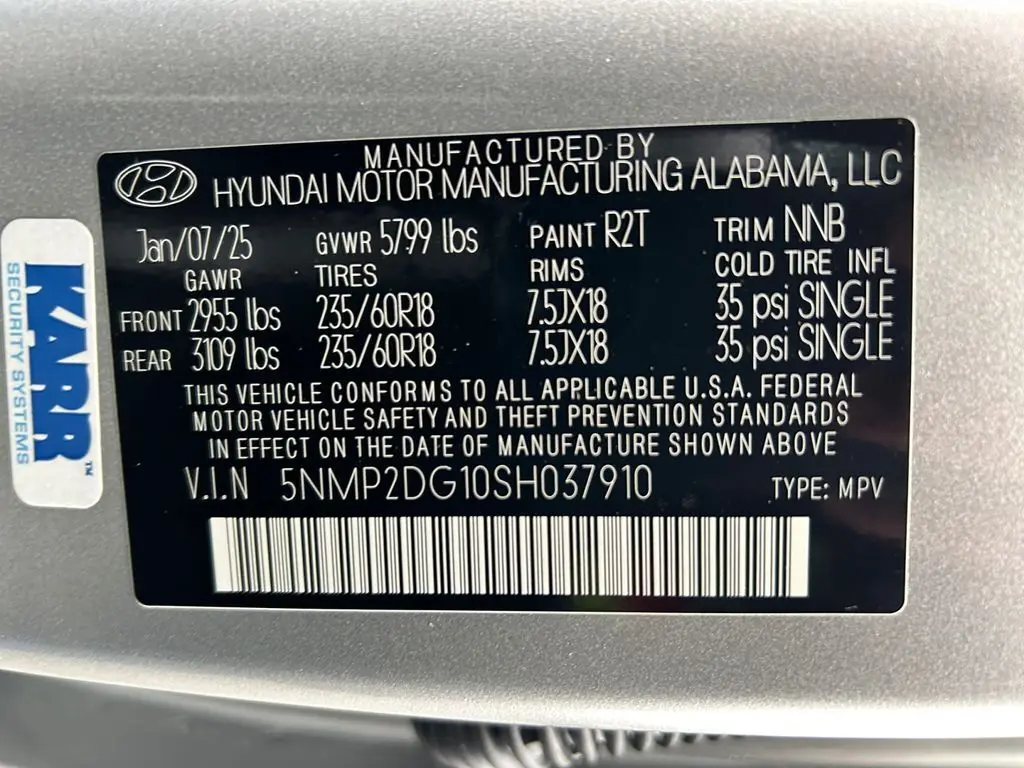 MANUFACTURED BY
HYUNDAI MOTOR MANUFACTURING ALABAMA, LLC
Jan/07/25 GVWR 5799 lbs PAINT R2T TRIM NNB
GAWR TIRES RIMS COLD TIRE INFL
FRONT 2955 lbs 235/60R18 7.5JX18 35 psi SINGLE
REAR 3109 lbs 235/60R18 7.5JX18 35 psi SINGLE
THIS VEHICLE CONFORMS TO ALL APPLICABLE U.S.A. FEDERAL
MOTOR VEHICLE SAFETY AND THEFT PREVENTION STANDARDS
IN EFFECT ON THE DATE OF MANUFACTURE SHOWN ABOVE
V.I.N 5NMP2DG10SH037910 TYPE: MPV
KARR™
SECURITY SYSTEMS